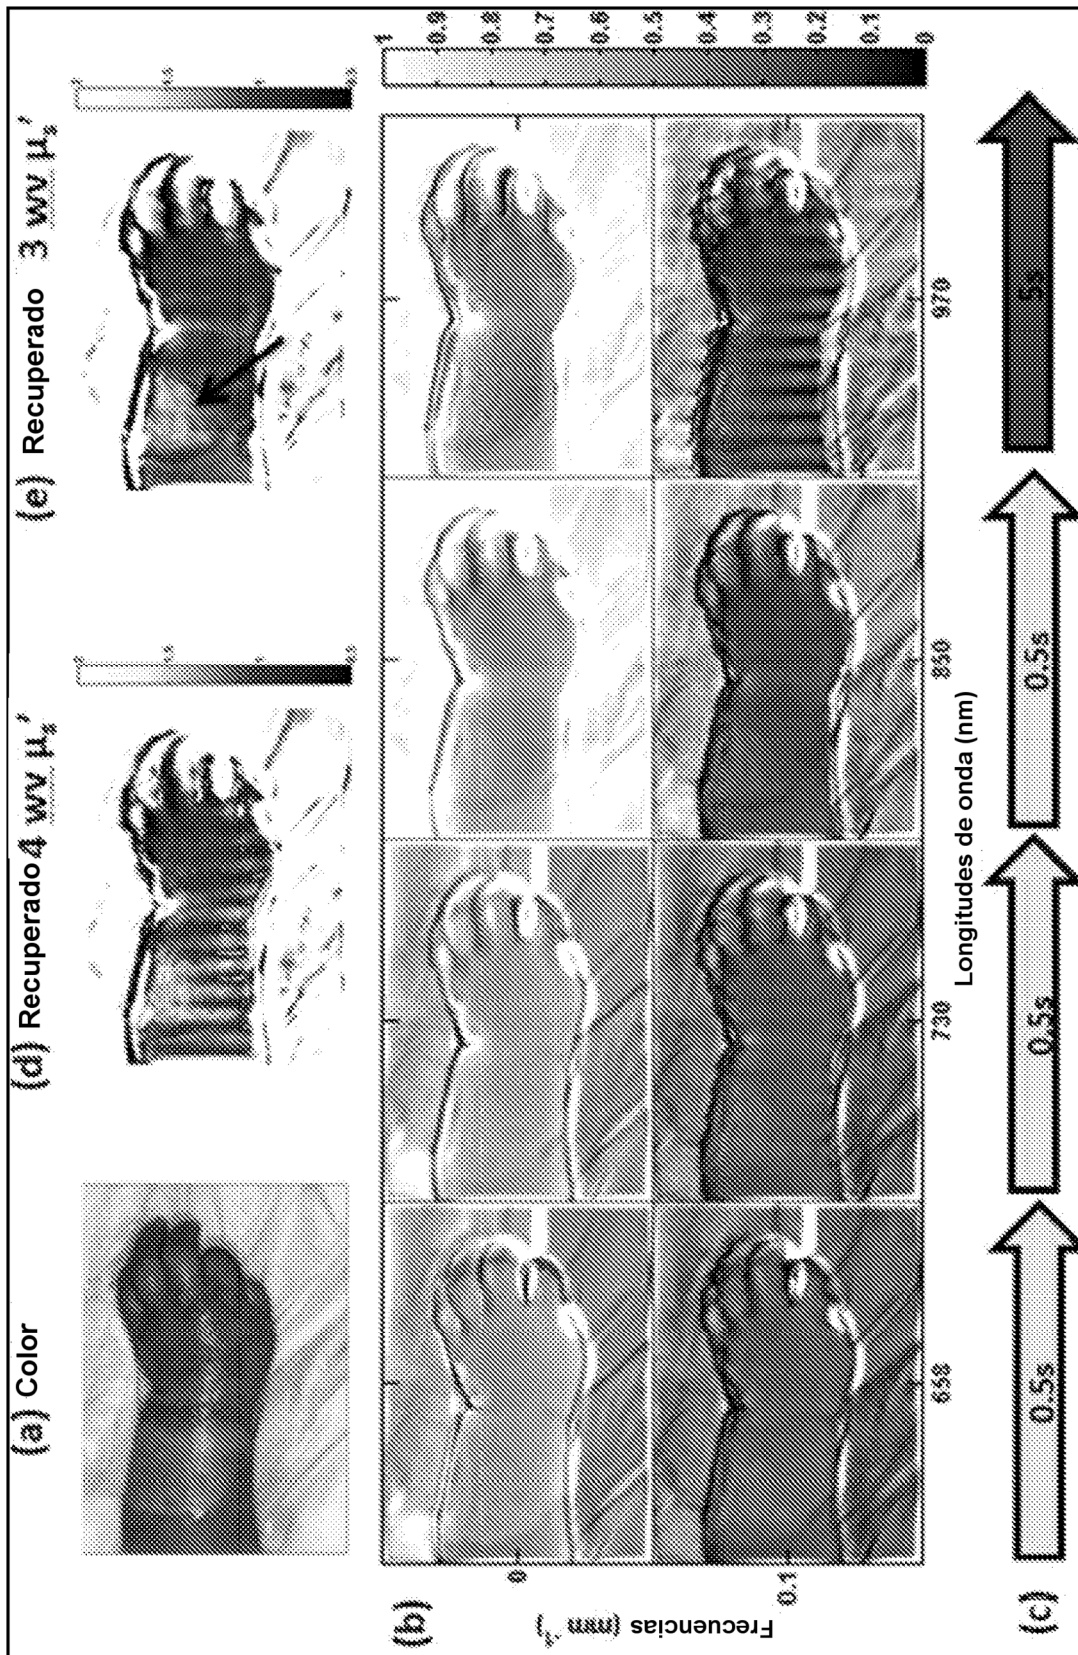 (a) Color
(d) Recuperado 4 wv μs'
(e) Recuperado 3 wv μs'
(b)
Frecuencias (mm⁻¹)
0
0.1
1
0.9
0.8
0.7
0.6
0.5
0.4
0.3
0.2
0.1
0
658
730
850
970
Longitudes de onda (nm)
(c)
0.5s
0.5s
0.5s
5s